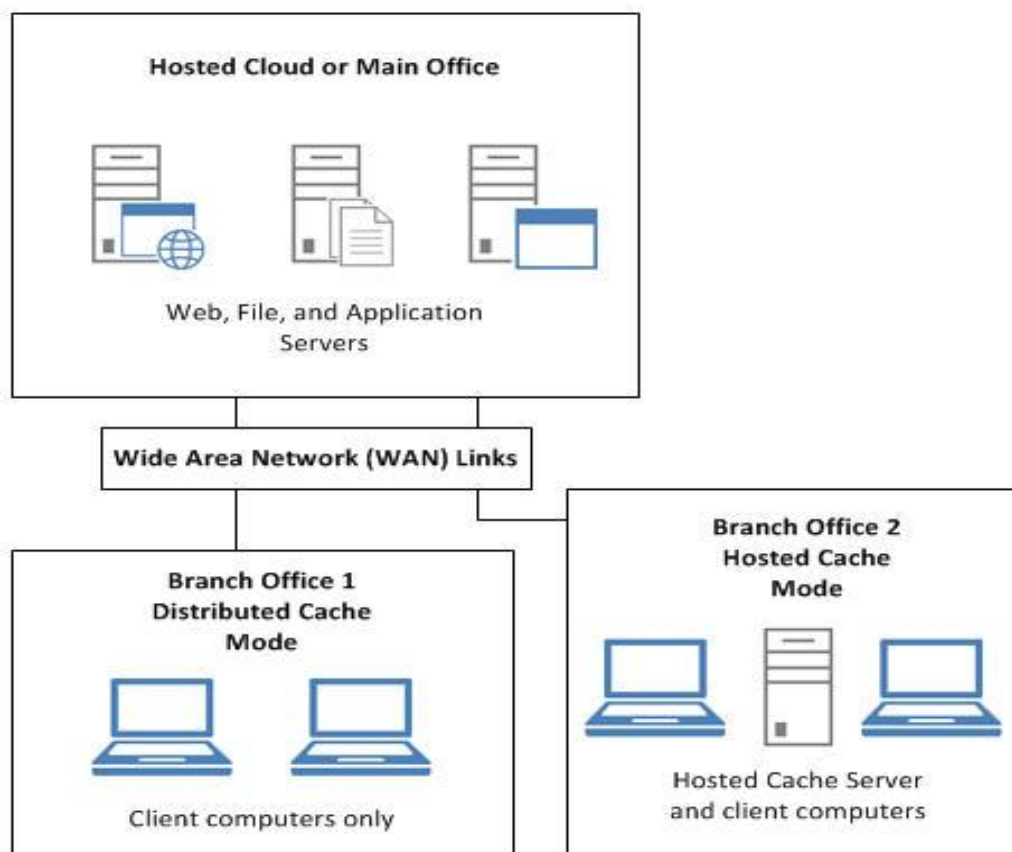 Hosted Cloud or Main Office
Web, File, and Application
Servers
Wide Area Network (WAN) Links
Branch Office 1
Distributed Cache
Mode
Client computers only
Branch Office 2
Hosted Cache
Mode
Hosted Cache Server
and client computers